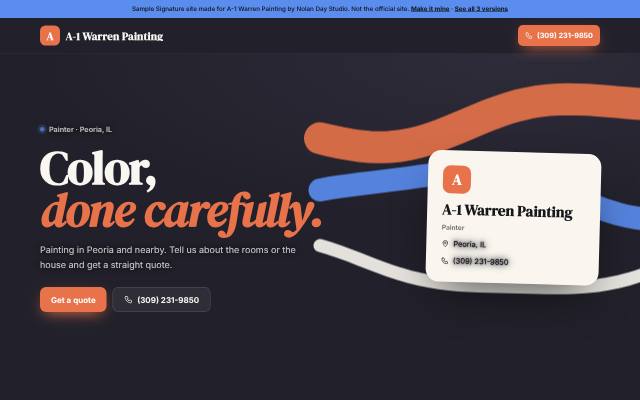 Sample Signature site made for A-1 Warren Painting by Nolan Day Studio. Not the official site. Make it mine · See all 3 versions
A A-1 Warren Painting
(309) 231-9850
Painter · Peoria, IL
Color,
done carefully.
Painting in Peoria and nearby. Tell us about the rooms or the
house and get a straight quote.
Get a quote
(309) 231-9850
A
A-1 Warren Painting
Painter
Peoria, IL
(309) 231-9850